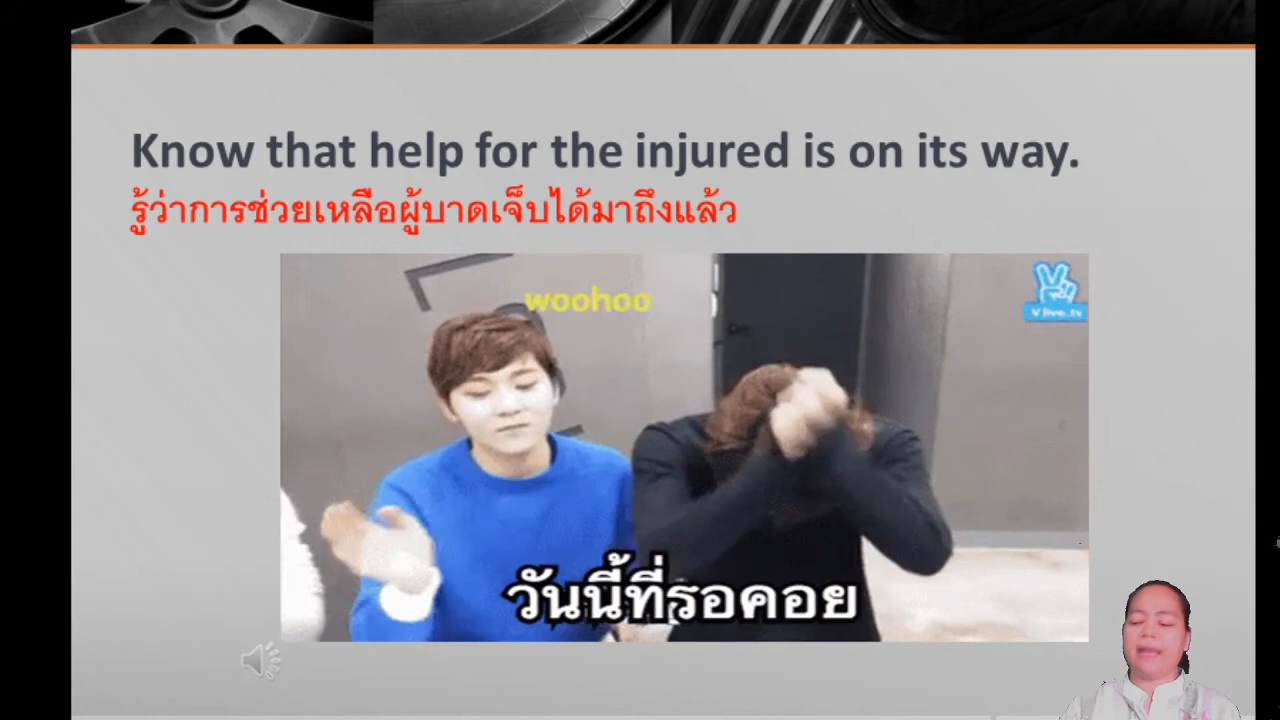 Know that help for the injured is on its way.
รู้ว่าการช่วยเหลือผู้บาดเจ็บได้มาถึงแล้ว
woohoo
V live.tv
วันนี้ที่รอคอย